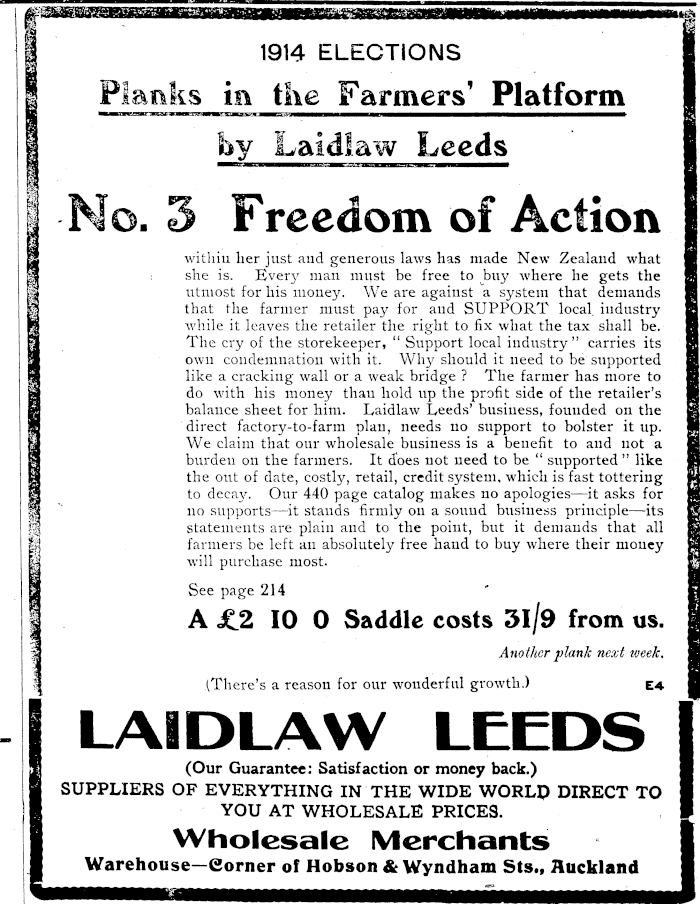 1914 ELECTIONS
Planks in the Farmers' Platform
by Laidlaw Leeds
No. 3 Freedom of Action
within her just and generous laws has made New Zealand what
she is. Every man must be free to buy where he gets the
utmost for his money. We are against a system that demands
that the farmer must pay for and SUPPORT local industry
while it leaves the retailer the right to fix what the tax shall be.
The cry of the storekeeper, "Support local industry" carries its
own condemnation with it. Why should it need to be supported
like a cracking wall or a weak bridge? The farmer has more to
do with his money than hold up the profit side of the retailer's
balance sheet for him. Laidlaw Leeds' business, founded on the
direct factory-to-farm plan, needs no support to bolster it up.
We claim that our wholesale business is a benefit to and not a
burden on the farmers. It does not need to be "supported" like
the out of date, costly, retail, credit system, which is fast tottering
to decay. Our 440 page catalog makes no apologies—it asks for
no supports—it stands firmly on a sound business principle—its
statements are plain and to the point, but it demands that all
farmers be left an absolutely free hand to buy where their money
will purchase most.
See page 214
A £2 10 0 Saddle costs 31/9 from us.
Another plank next week.
(There's a reason for our wonderful growth.) E4
LAIDLAW LEEDS
(Our Guarantee: Satisfaction or money back.)
SUPPLIERS OF EVERYTHING IN THE WIDE WORLD DIRECT TO
YOU AT WHOLESALE PRICES.
Wholesale Merchants
Warehouse—Corner of Hobson & Wyndham Sts., Auckland